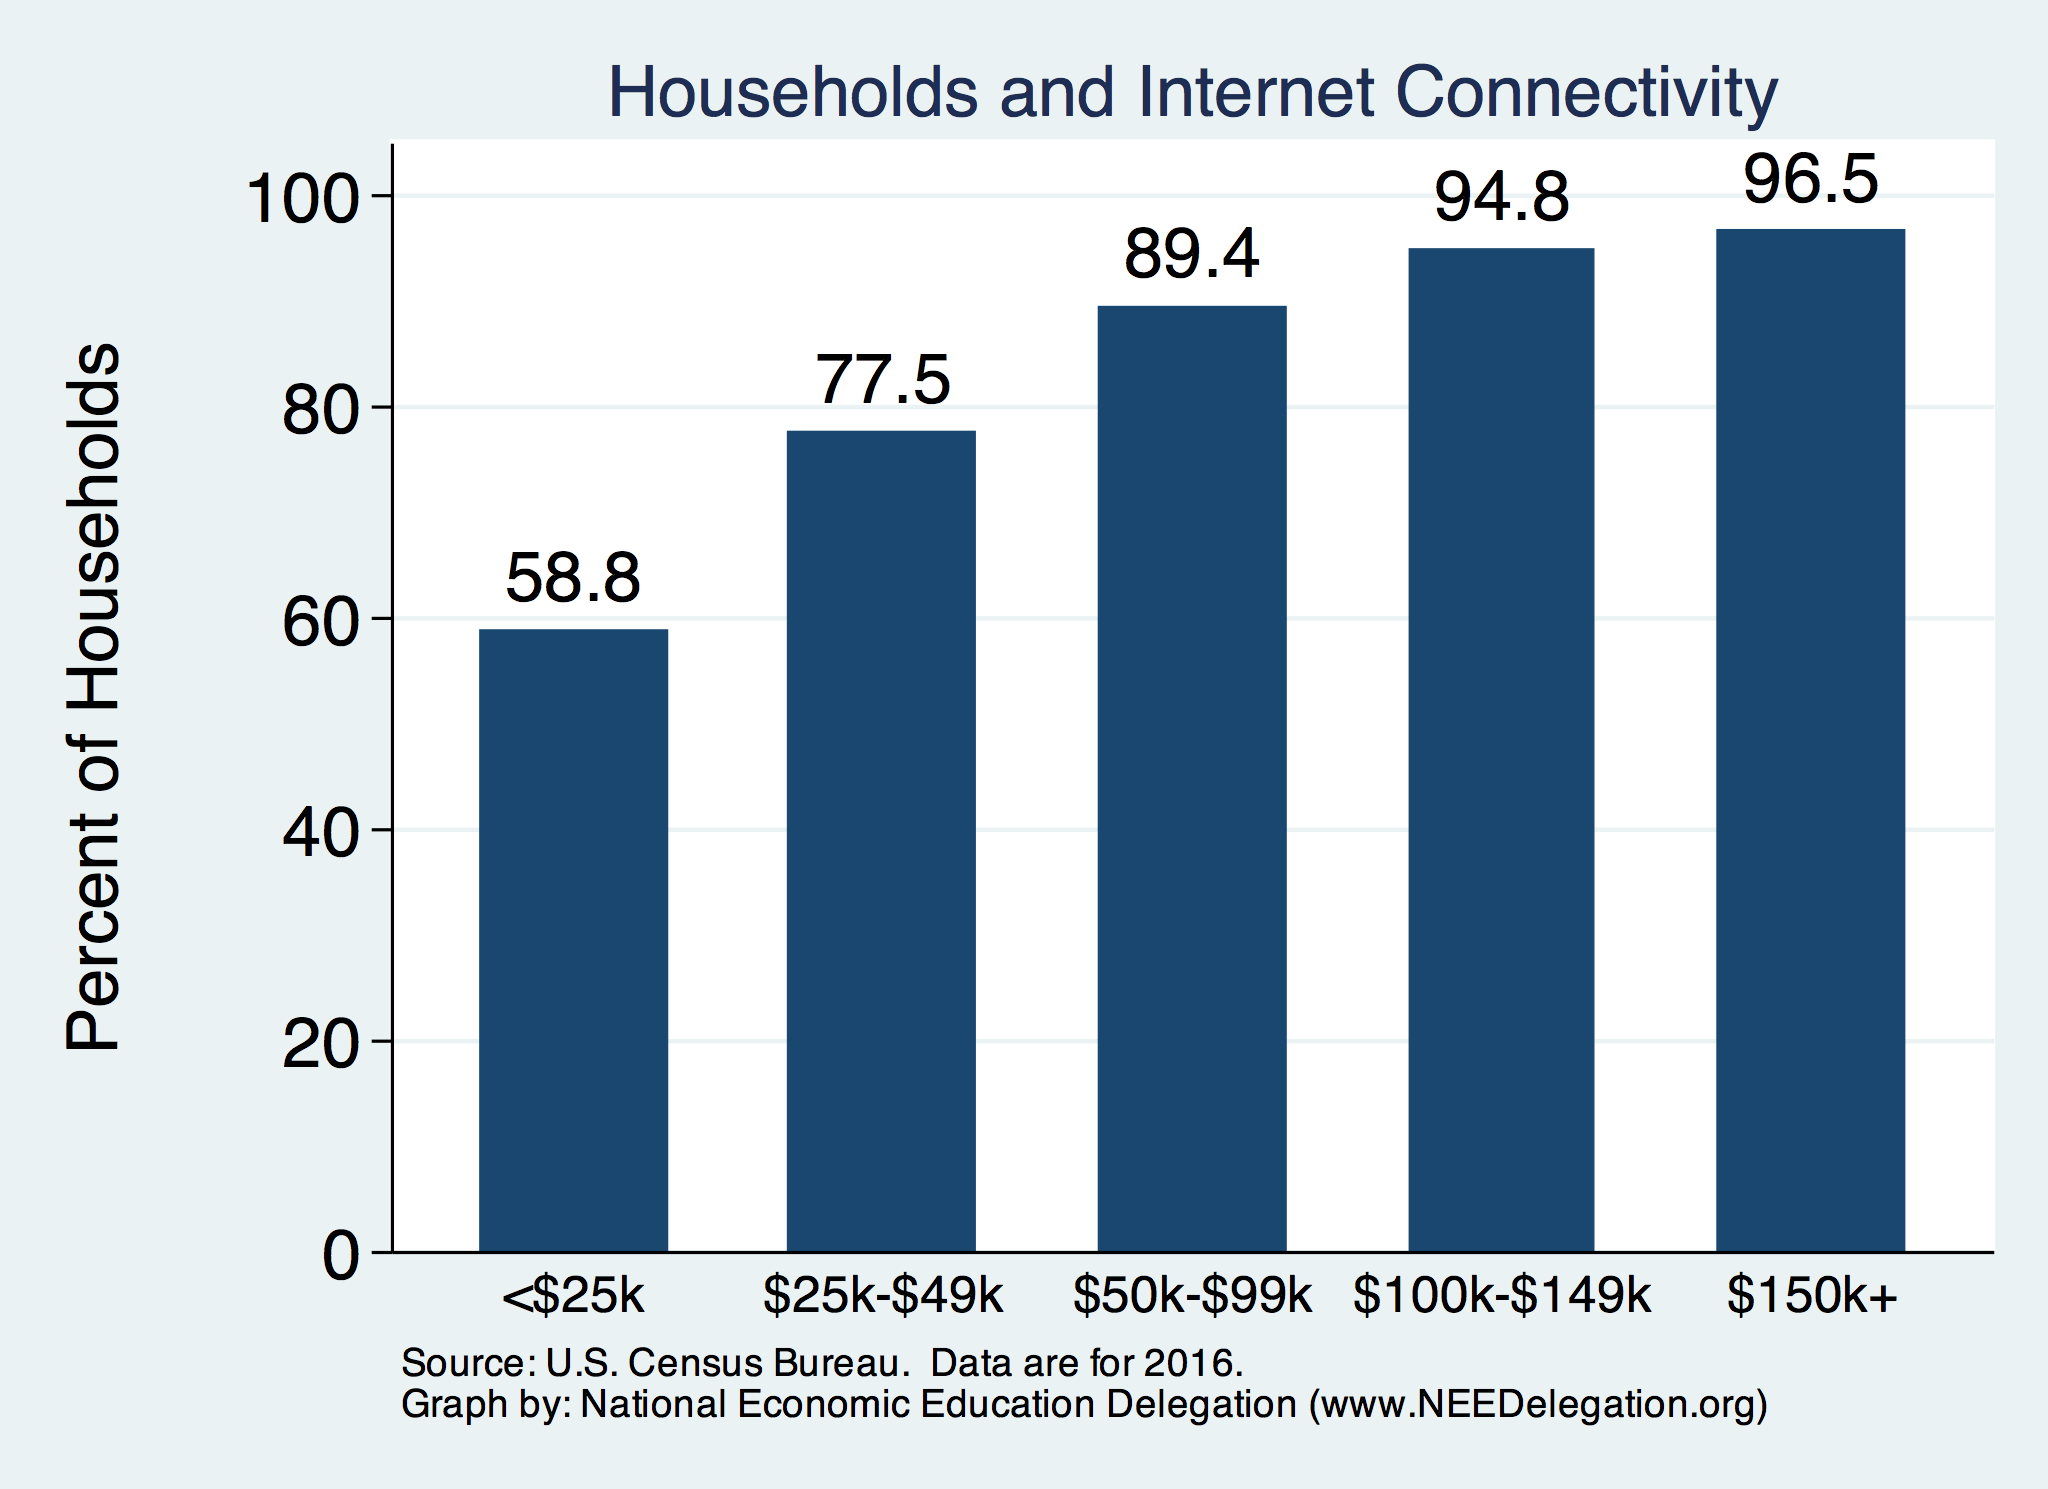 Households and Internet Connectivity
Percent of Households
100
80
60
40
20
0
58.8
77.5
89.4
94.8
96.5
<$25k
$25k-$49k
$50k-$99k
$100k-$149k
$150k+
Source: U.S. Census Bureau.  Data are for 2016.
Graph by: National Economic Education Delegation (www.NEEDelegation.org)